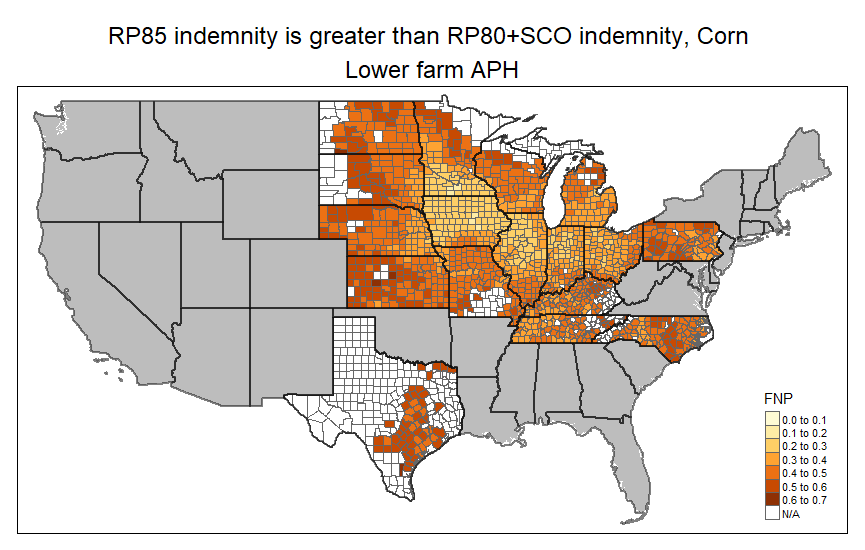 RP85 indemnity is greater than RP80+SCO indemnity, Corn
Lower farm APH
FNP
0.0 to 0.1
0.1 to 0.2
0.2 to 0.3
0.3 to 0.4
0.4 to 0.5
0.5 to 0.6
0.6 to 0.7
N/A